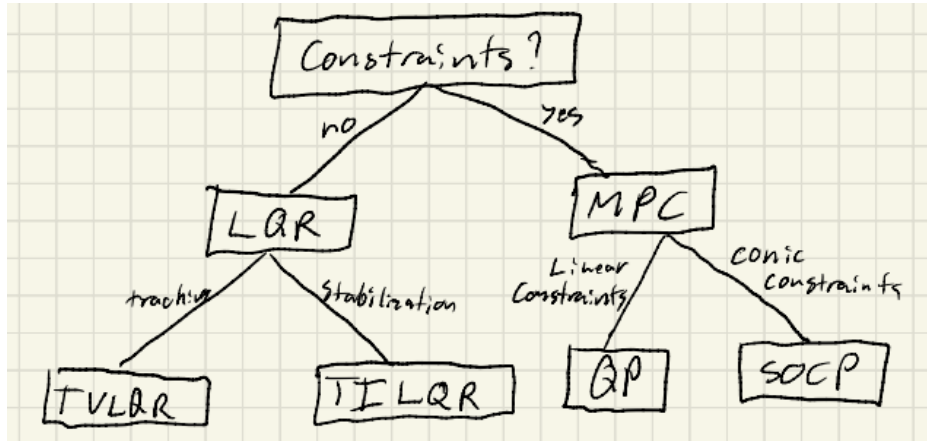 Constraints?
no
yes
LQR
MPC
tracking
Stabilization
Linear
Constraints
conic
constraints
TVLQR
TILQR
QP
SOCP